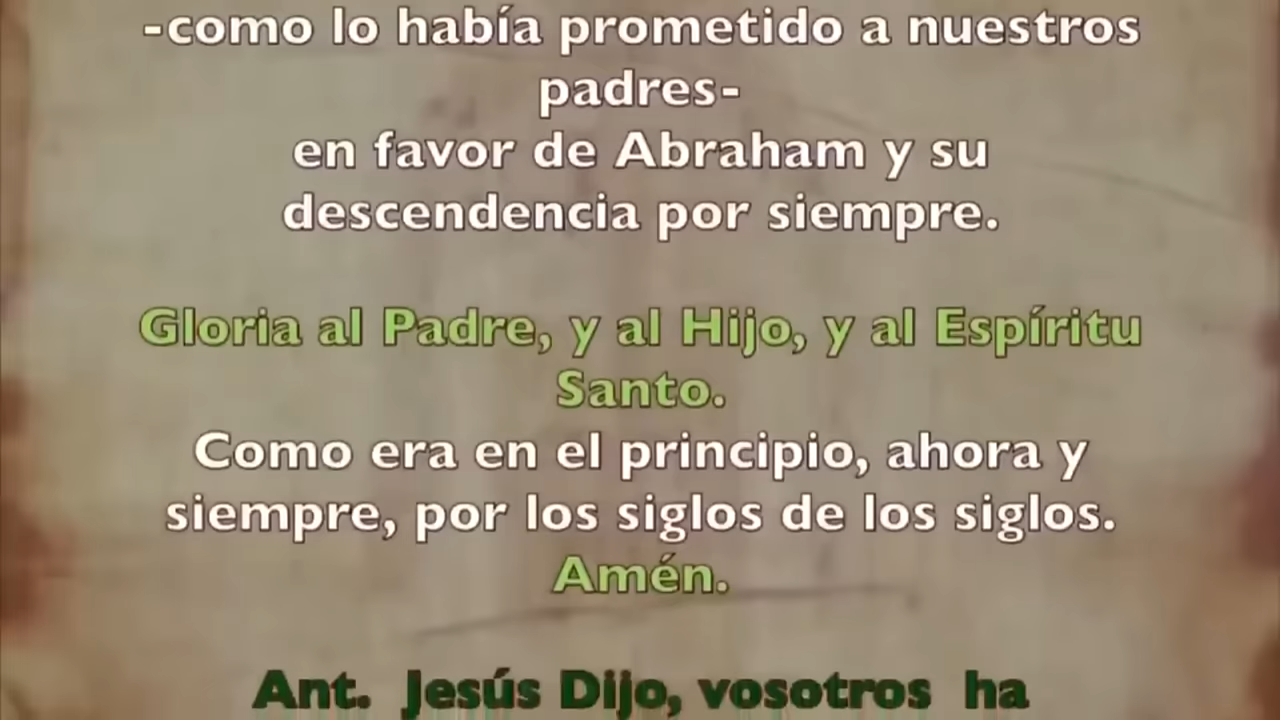 -como lo había prometido a nuestros
padres-
en favor de Abraham y su
descendencia por siempre.
Gloria al Padre, y al Hijo, y al Espíritu
Santo.
Como era en el principio, ahora y
siempre, por los siglos de los siglos.
Amén.
Ant. Jesús Dijo, vosotros ha